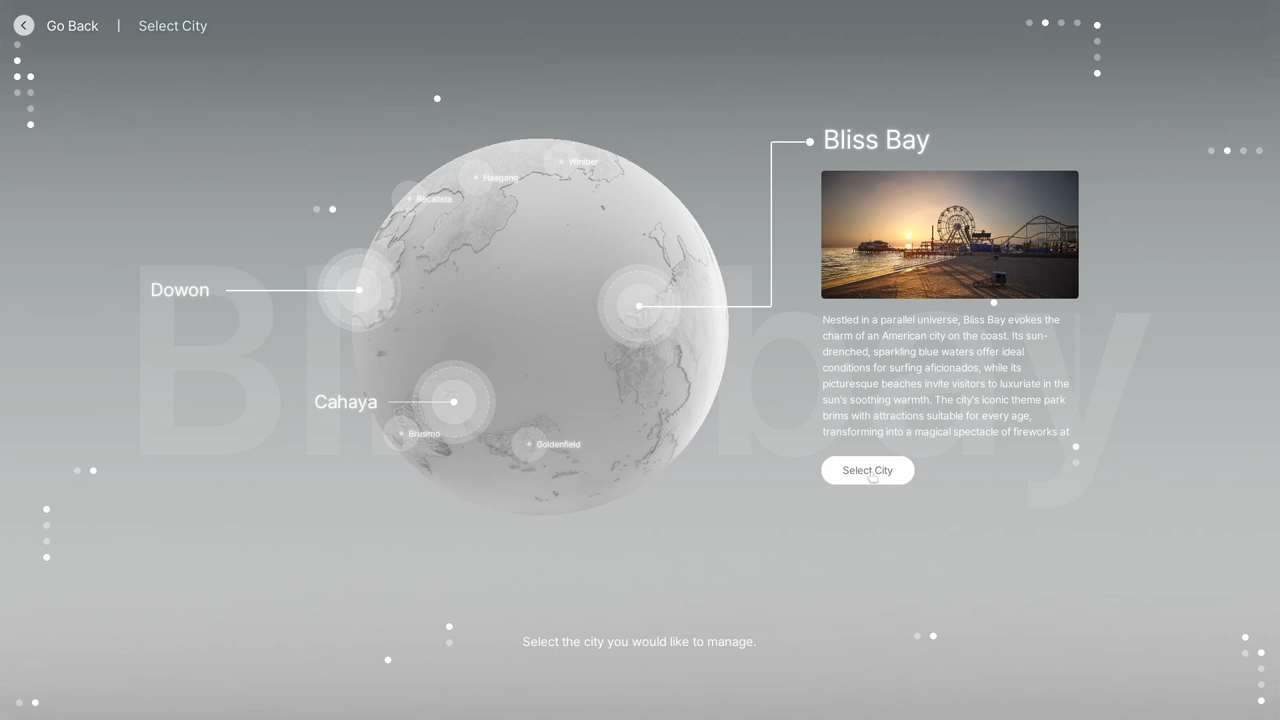 Go Back | Select City
Bliss Bay
Winiber
Haegang
Recalleta
Dowon
Cahaya
Brusimo
Goldenfield
Nestled in a parallel universe, Bliss Bay evokes the
charm of an American city on the coast. Its sun-
drenched, sparkling blue waters offer ideal
conditions for surfing aficionados, while its
picturesque beaches invite visitors to luxuriate in the
sun's soothing warmth. The city's iconic theme park
brims with attractions suitable for every age,
transforming into a magical spectacle of fireworks at
Select City
Select the city you would like to manage.